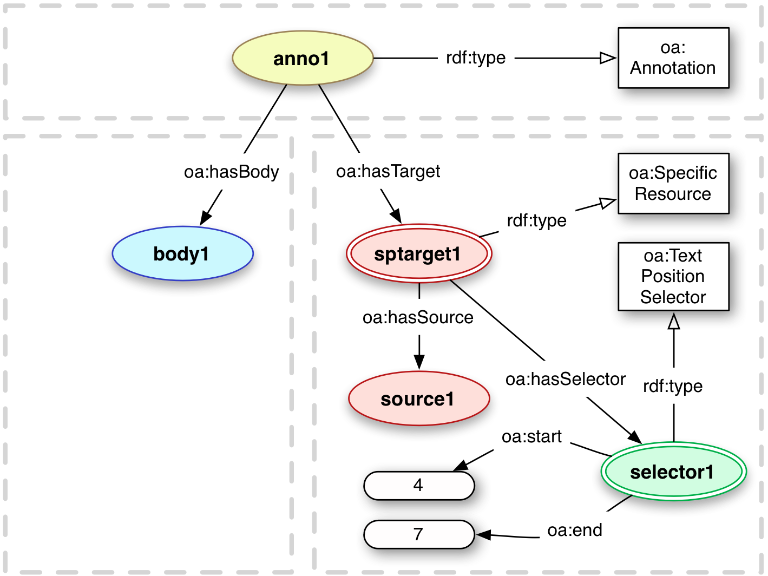 anno1
rdf:type
oa:
Annotation
oa:hasBody
oa:hasTarget
oa:Specific
Resource
rdf:type
body1
sptarget1
oa:Text
Position
Selector
oa:hasSource
oa:hasSelector
rdf:type
source1
oa:start
selector1
4
oa:end
7